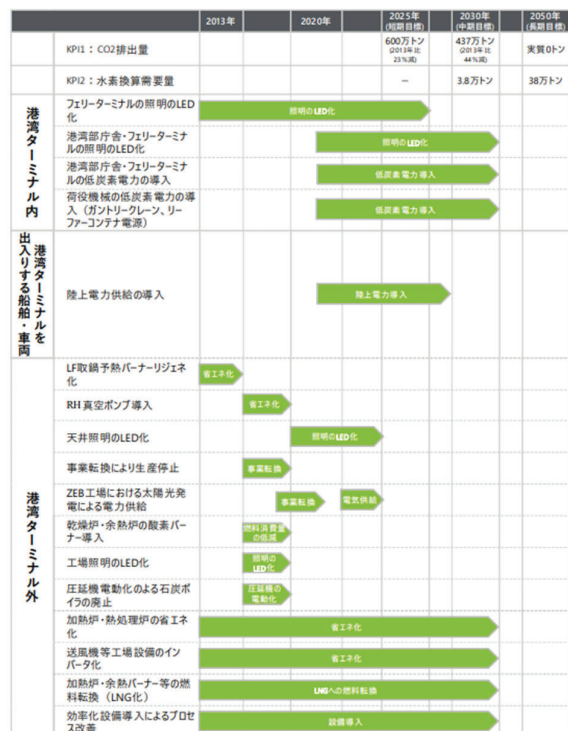 2013年 2020年 2025年 2030年 2050年
(短期目標) (中期目標) (長期目標)
KPI1：CO2排出量
600万トン
(2013年比
23%減)
437万トン
(2013年比
44%減)
実質0トン
KPI2：水素換算需要量
－
3.8万トン
38万トン
港湾ターミナル内
フェリーターミナルの照明のLED
化
照明のLED化
港湾部庁舎・フェリーターミナ
ルの照明のLED化
照明のLED化
港湾部庁舎・フェリーターミナ
ルの低炭素電力の導入
低炭素電力導入
荷役機械の低炭素電力の導
入（ガントリークレーン、リー
ファーコンテナ電源）
低炭素電力導入
港湾ターミナルを
出入りする船舶・車両
陸上電力供給の導入
陸上電力導入
港湾ターミナル外
LF取鍋予熱バーナーリジェネ
化
省エネ化
RH真空ポンプ導入
省エネ化
天井照明のLED化
照明のLED化
事業転換により生産停止
事業転換
ZEB工場における太陽光発
電による電力供給
事業転換
電気供給
乾燥炉・余熱炉の酸素バー
ナー導入
燃料消費量
の低減
工場照明のLED化
照明の
LED化
圧延機電動化のよる石炭ボ
イラの廃止
圧延機の
電動化
加熱炉・熱処理炉の省エネ
化
省エネ化
送風機等工場設備のイン
バータ化
省エネ化
加熱炉・余熱バーナー等の燃
料転換（LNG化）
LNGへの燃料転換
効率化設備導入によるプロセ
ス改善
設備導入